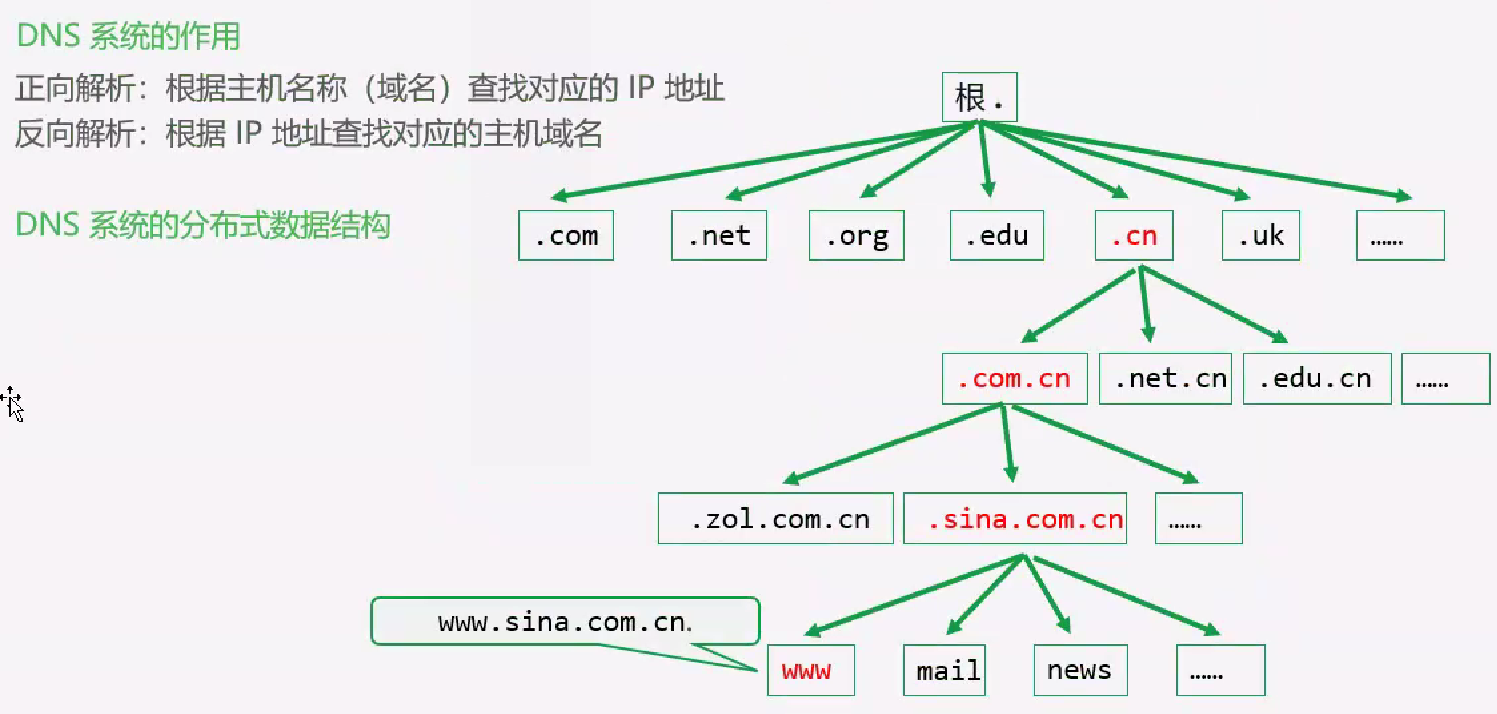 DNS 系统的作用
正向解析：根据主机名称（域名）查找对应的 IP 地址
反向解析：根据 IP 地址查找对应的主机域名
根.
DNS 系统的分布式数据结构
.com .net .org .edu .cn .uk ……
.com.cn .net.cn .edu.cn ……
.zol.com.cn .sina.com.cn ……
www.sina.com.cn.
www mail news ……